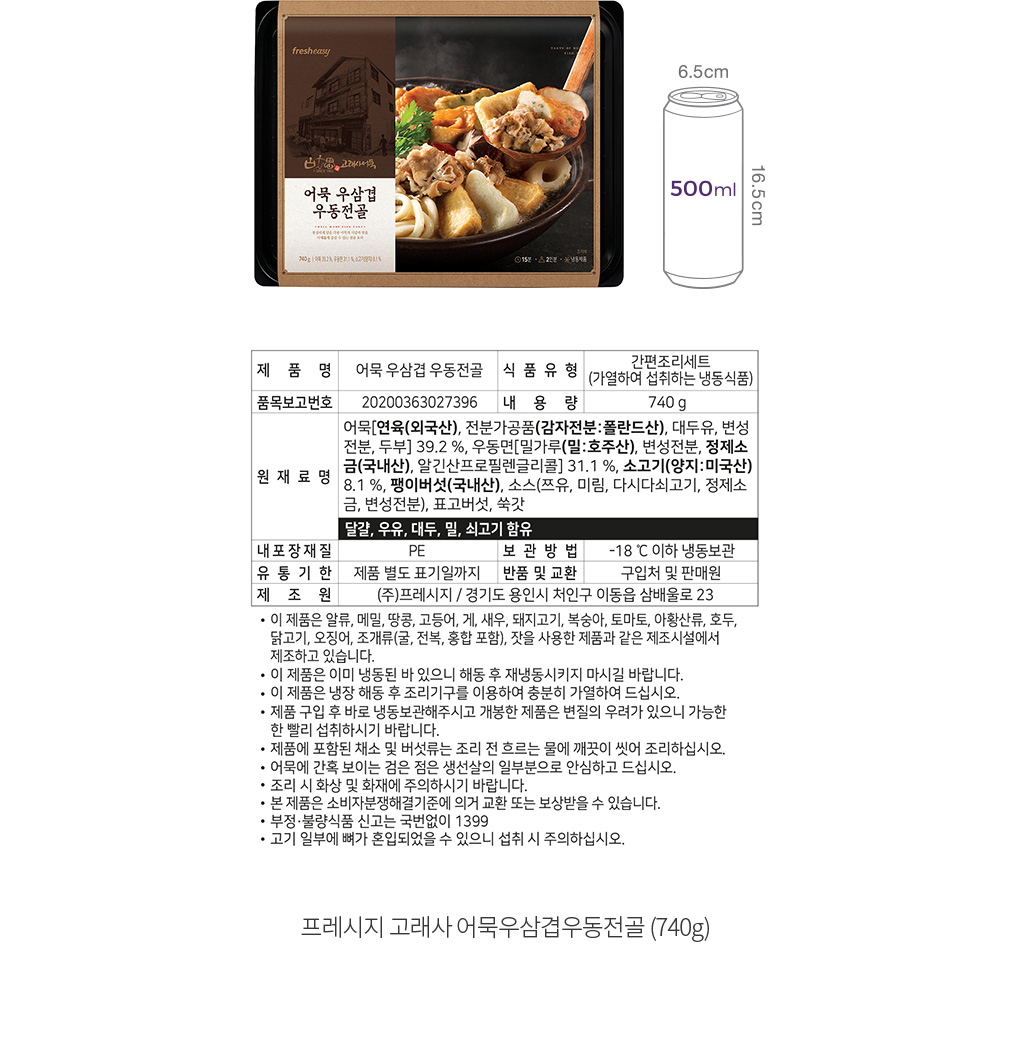 fresheasy
TASTE OF
고래사어묵
어묵 우삼겹
우동전골
조리예
740 g
15분 · 2인분 · 냉동제품
6.5cm
500ml
16.5cm
제 품 명 어묵 우삼겹 우동전골 식 품 유 형 간편조리세트
(가열하여 섭취하는 냉동식품)
품목보고번호 20200363027396 내 용 량 740 g
원 재 료 명 어묵[연육(외국산), 전분가공품(감자전분:폴란드산), 대두유, 변성
전분, 두부] 39.2 %, 우동면[밀가루(밀:호주산), 변성전분, 정제소
금(국내산), 알긴산프로필렌글리콜] 31.1 %, 소고기(양지:미국산)
8.1 %, 팽이버섯(국내산), 소스(쯔유, 미림, 다시다쇠고기, 정제소
금, 변성전분), 표고버섯, 쑥갓
달걀, 우유, 대두, 밀, 쇠고기 함유
내포장재질 PE 보 관 방 법 -18 ℃ 이하 냉동보관
유 통 기 한 제품 별도 표기일까지 반품 및 교환 구입처 및 판매원
제 조 원 (주)프레시지 / 경기도 용인시 처인구 이동읍 삼배울로 23
• 이 제품은 알류, 메밀, 땅콩, 고등어, 게, 새우, 돼지고기, 복숭아, 토마토, 아황산류, 호두,
닭고기, 오징어, 조개류(굴, 전복, 홍합 포함), 잣을 사용한 제품과 같은 제조시설에서
제조하고 있습니다.
• 이 제품은 이미 냉동된 바 있으니 해동 후 재냉동시키지 마시길 바랍니다.
• 이 제품은 냉장 해동 후 조리기구를 이용하여 충분히 가열하여 드십시오.
• 제품 구입 후 바로 냉동보관해주시고 개봉한 제품은 변질의 우려가 있으니 가능한
한 빨리 섭취하시기 바랍니다.
• 제품에 포함된 채소 및 버섯류는 조리 전 흐르는 물에 깨끗이 씻어 조리하십시오.
• 어묵에 간혹 보이는 검은 점은 생선살의 일부분으로 안심하고 드십시오.
• 조리 시 화상 및 화재에 주의하시기 바랍니다.
• 본 제품은 소비자분쟁해결기준에 의거 교환 또는 보상받을 수 있습니다.
• 부정·불량식품 신고는 국번없이 1399
• 고기 일부에 뼈가 혼입되었을 수 있으니 섭취 시 주의하십시오.
프레시지 고래사 어묵우삼겹우동전골 (740g)